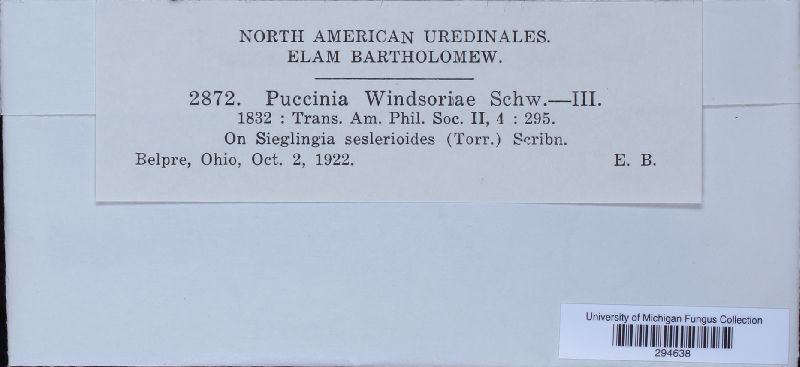 NORTH AMERICAN UREDINALES.
ELAM BARTHOLOMEW.
2872. Puccinia Windsoriae Schw.—III.
1832 : Trans. Am. Phil. Soc. II, 4 : 295.
On Sieglingia seslerioides (Torr.) Scribn.
Belpre, Ohio, Oct. 2, 1922. E. B.
University of Michigan Fungus Collection
294638